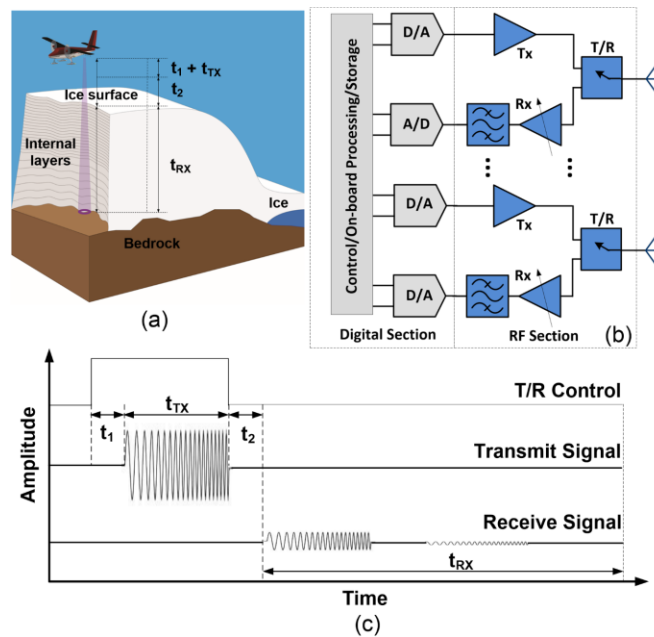 t₁ + tTX
t₂
Ice surface
Internal
layers
tRX
Ice
Bedrock
(a)
Control/On-board Processing/Storage
D/A
Tx
T/R
A/D
Rx
D/A
Tx
T/R
D/A
Rx
Digital Section
RF Section
(b)
Amplitude
T/R Control
t₁
tTX
t₂
Transmit Signal
Receive Signal
tRX
Time
(c)